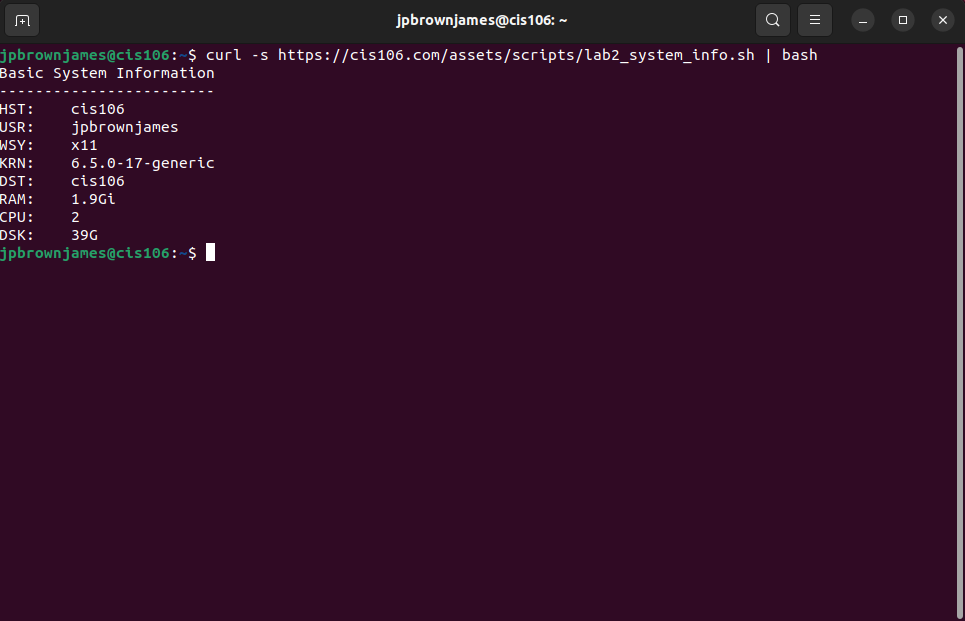 jpbrownjames@cis106: ~
jpbrownjames@cis106:~$ curl -s https://cis106.com/assets/scripts/lab2_system_info.sh | bash
Basic System Information
------------------------
HST:    cis106
USR:    jpbrownjames
WSY:    x11
KRN:    6.5.0-17-generic
DST:    cis106
RAM:    1.9Gi
CPU:    2
DSK:    39G
jpbrownjames@cis106:~$